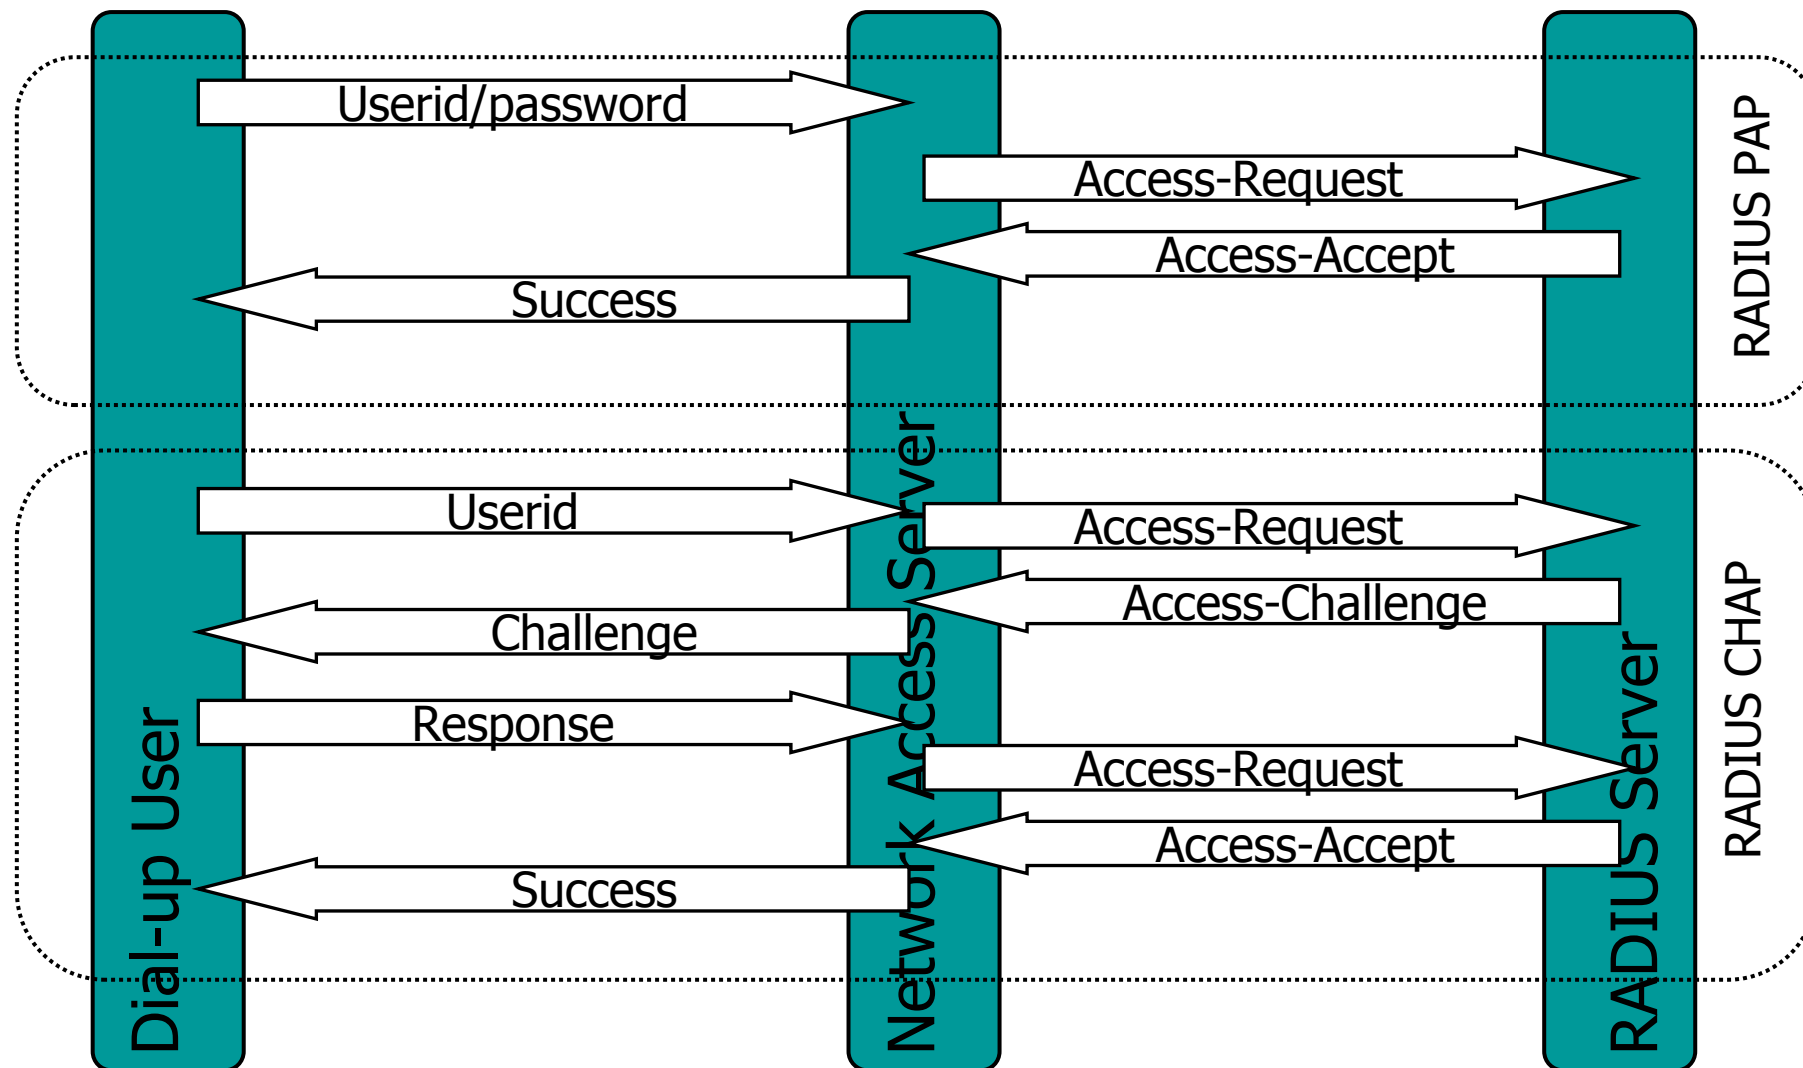 Userid/password
Access-Request
Access-Accept
Success
RADIUS PAP
Userid
Access-Request
Access-Challenge
Challenge
Response
Access-Request
Access-Accept
Success
RADIUS CHAP
Dial-up User
Network Access Server
RADIUS Server